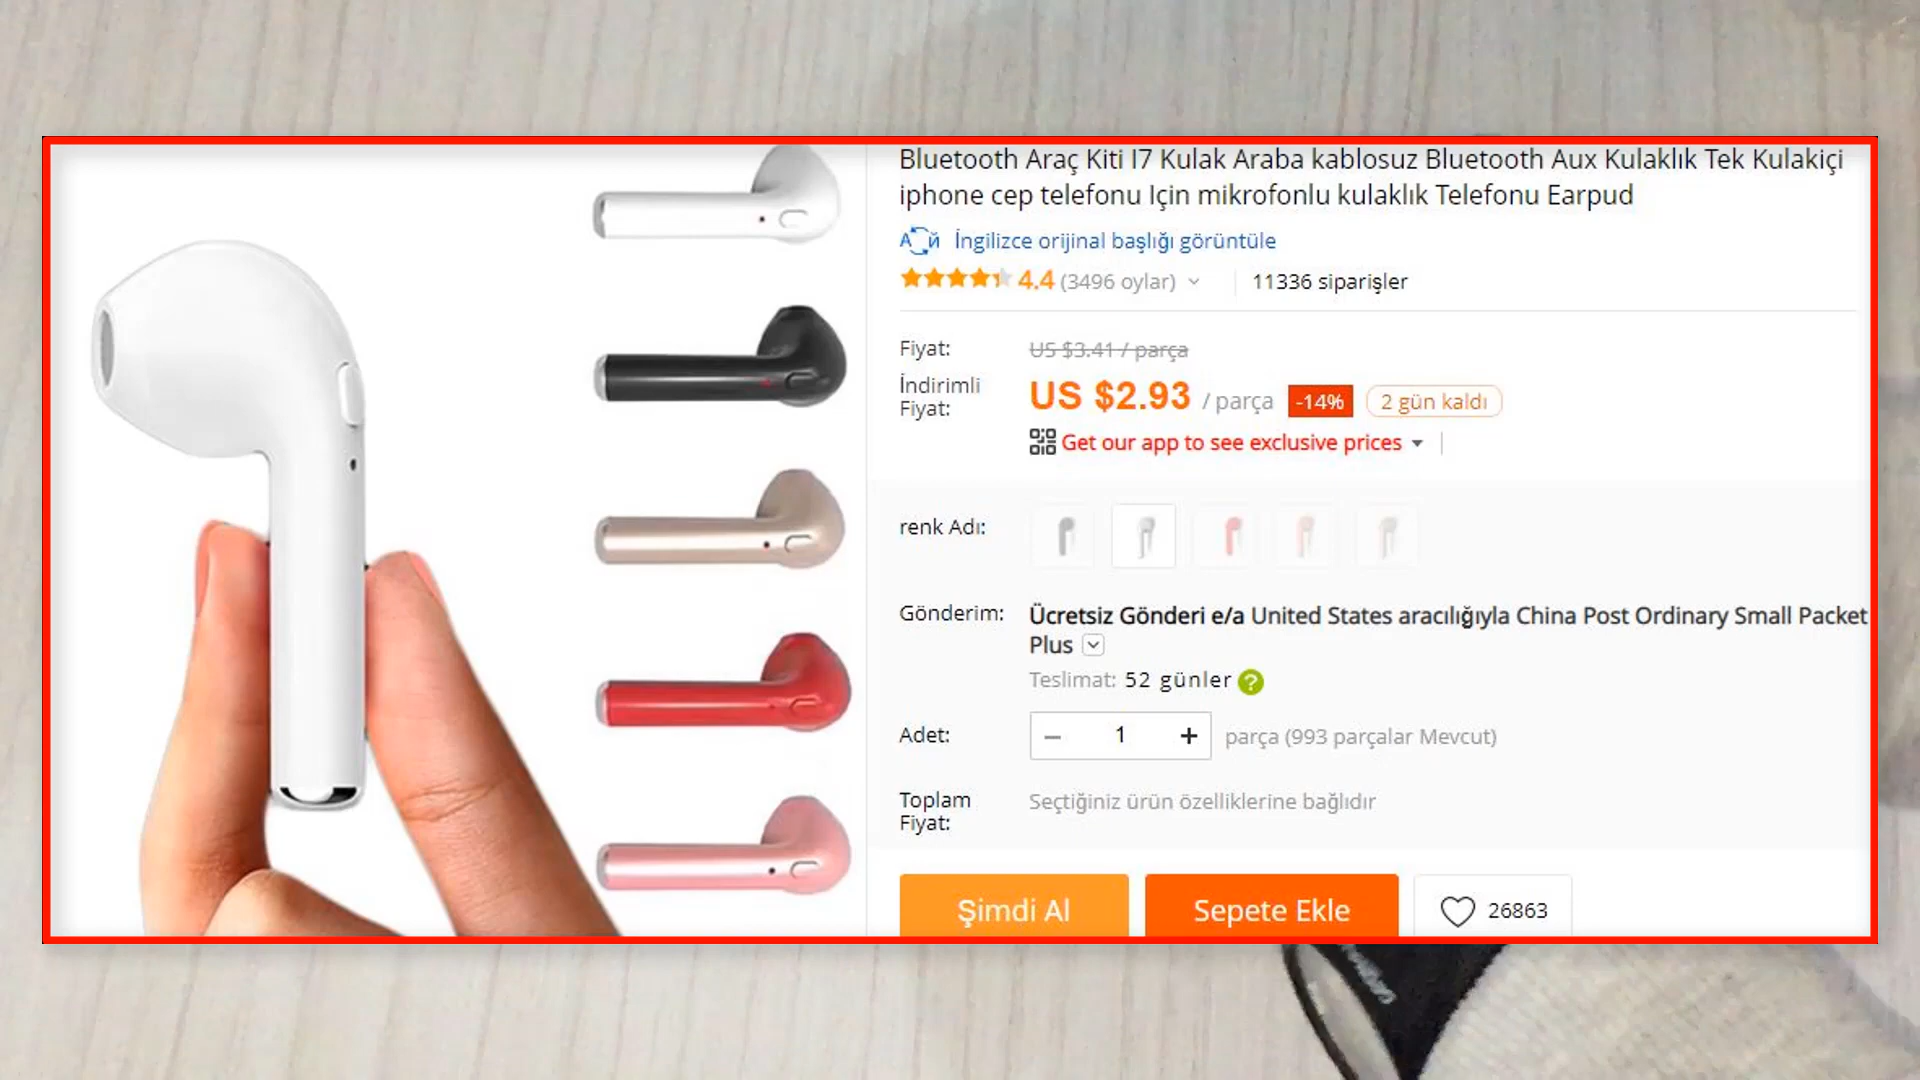 Bluetooth Araç Kiti I7 Kulak Araba kablosuz Bluetooth Aux Kulaklık Tek Kulakiçi
iphone cep telefonu Için mikrofonlu kulaklık Telefonu Earpud
İngilizce orijinal başlığı görüntüle
4.4 (3496 oylar) 11336 siparişler
Fiyat: US $3.41 / parça
İndirimli
Fiyat: US $2.93 / parça -14% 2 gün kaldı
Get our app to see exclusive prices
renk Adı:
Gönderim: Ücretsiz Gönderi e/a United States aracılığıyla China Post Ordinary Small Packet
Plus
Teslimat: 52 günler ?
Adet: − 1 + parça (993 parçalar Mevcut)
Toplam
Fiyat: Seçtiğiniz ürün özelliklerine bağlıdır
Şimdi Al Sepete Ekle 26863